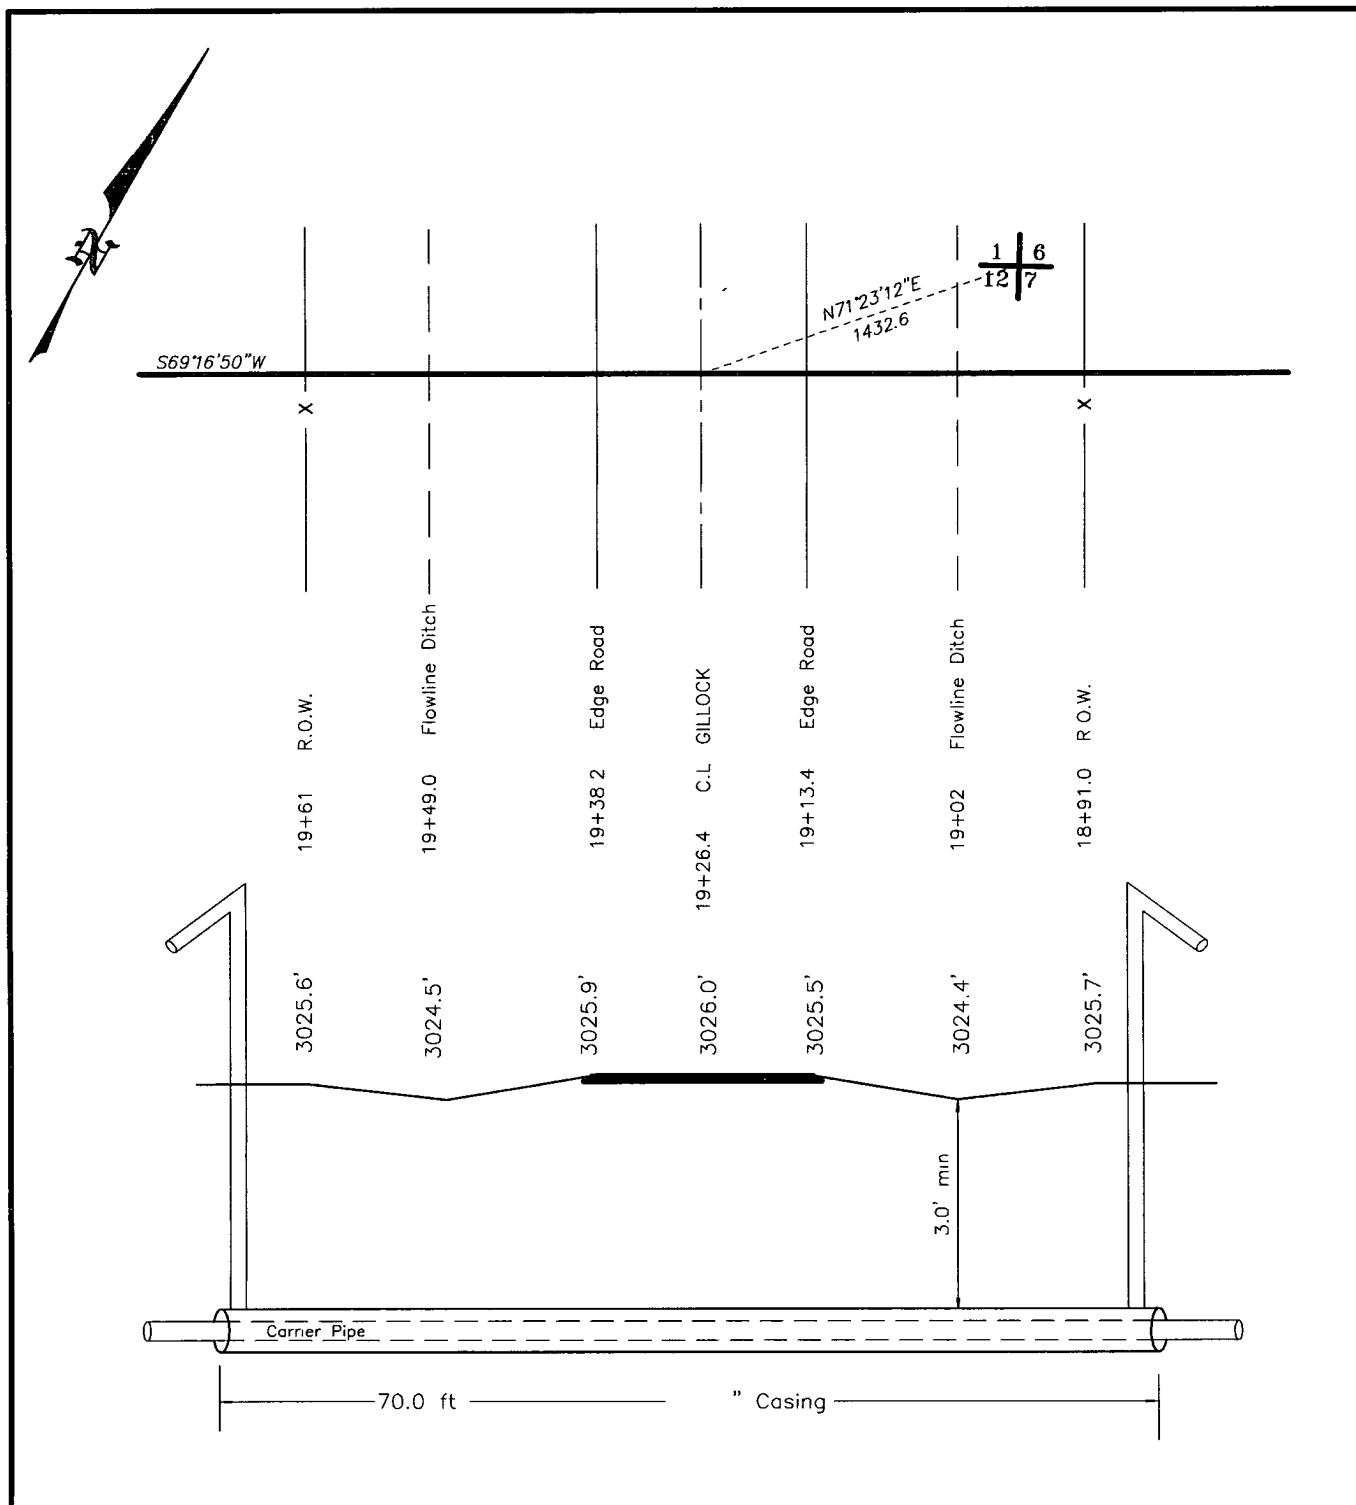 N
1 6
12 7
N71°23'12"E
1432.6
S69°16'50"W
X
X
19+61 R.O.W.
19+49.0 Flowline Ditch
19+38 2 Edge Road
19+26.4 C.L GILLOCK
19+13.4 Edge Road
19+02 Flowline Ditch
18+91.0 R O.W.
3025.6'
3024.5'
3025.9'
3026.0'
3025.5'
3024.4'
3025.7'
3.0' min
Carrier Pipe
70.0 ft " Casing